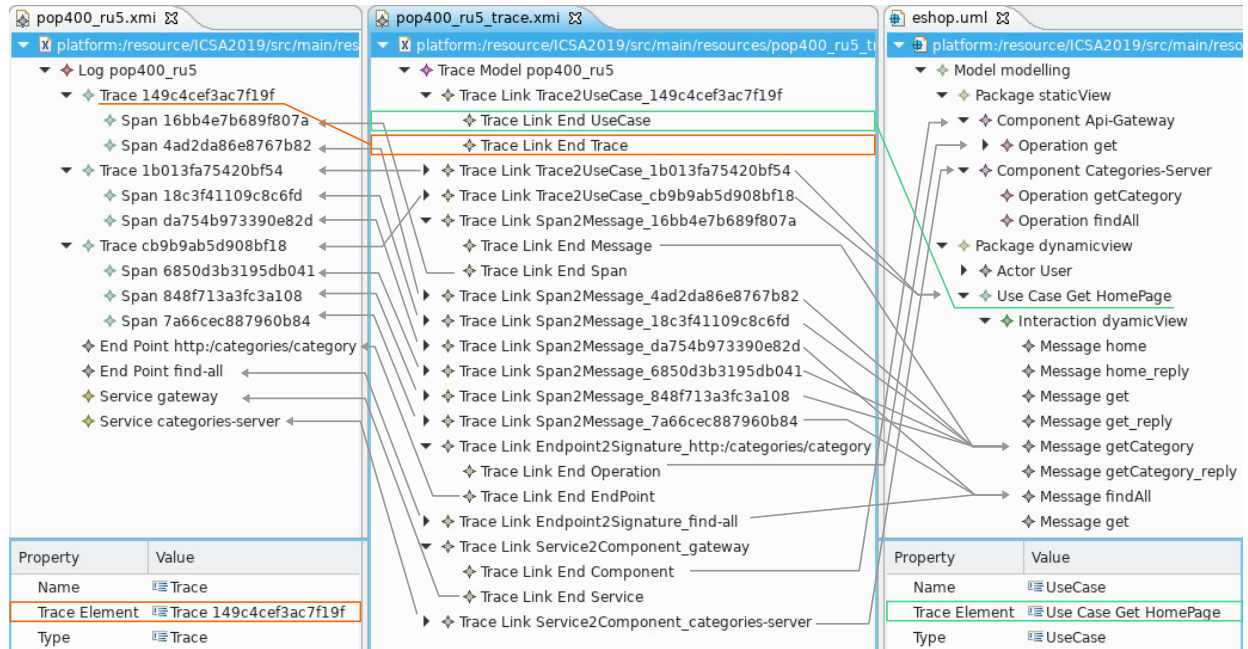 pop400_ru5.xmi
platform:/resource/ICSA2019/src/main/res
Log pop400_ru5
Trace 149c4cef3ac7f19f
Span 16bb4e7b689f807a
Span 4ad2da86e8767b82
Trace 1b013fa75420bf54
Span 18c3f41109c8c6fd
Span da754b973390e82d
Trace cb9b9ab5d908bf18
Span 6850d3b3195db041
Span 848f713a3fc3a108
Span 7a66cec887960b84
End Point http:/categories/category
End Point find-all
Service gateway
Service categories-server
Property Value
Name Trace
Trace Element Trace 149c4cef3ac7f19f
Type Trace
pop400_ru5_trace.xmi
platform:/resource/ICSA2019/src/main/resources/pop400_ru5_t
Trace Model pop400_ru5
Trace Link Trace2UseCase_149c4cef3ac7f19f
Trace Link End UseCase
Trace Link End Trace
Trace Link Trace2UseCase_1b013fa75420bf54
Trace Link Trace2UseCase_cb9b9ab5d908bf18
Trace Link Span2Message_16bb4e7b689f807a
Trace Link End Message
Trace Link End Span
Trace Link Span2Message_4ad2da86e8767b82
Trace Link Span2Message_18c3f41109c8c6fd
Trace Link Span2Message_da754b973390e82d
Trace Link Span2Message_6850d3b3195db041
Trace Link Span2Message_848f713a3fc3a108
Trace Link Span2Message_7a66cec887960b84
Trace Link Endpoint2Signature_http:/categories/category
Trace Link End Operation
Trace Link End EndPoint
Trace Link Endpoint2Signature_find-all
Trace Link Service2Component_gateway
Trace Link End Component
Trace Link End Service
Trace Link Service2Component_categories-server
eshop.uml
platform:/resource/ICSA2019/src/main/reso
Model modelling
Package staticView
Component Api-Gateway
Operation get
Component Categories-Server
Operation getCategory
Operation findAll
Package dynamicview
Actor User
Use Case Get HomePage
Interaction dyamicView
Message home
Message home_reply
Message get
Message get_reply
Message getCategory
Message getCategory_reply
Message findAll
Message get
Property Value
Name UseCase
Trace Element Use Case Get HomePage
Type UseCase